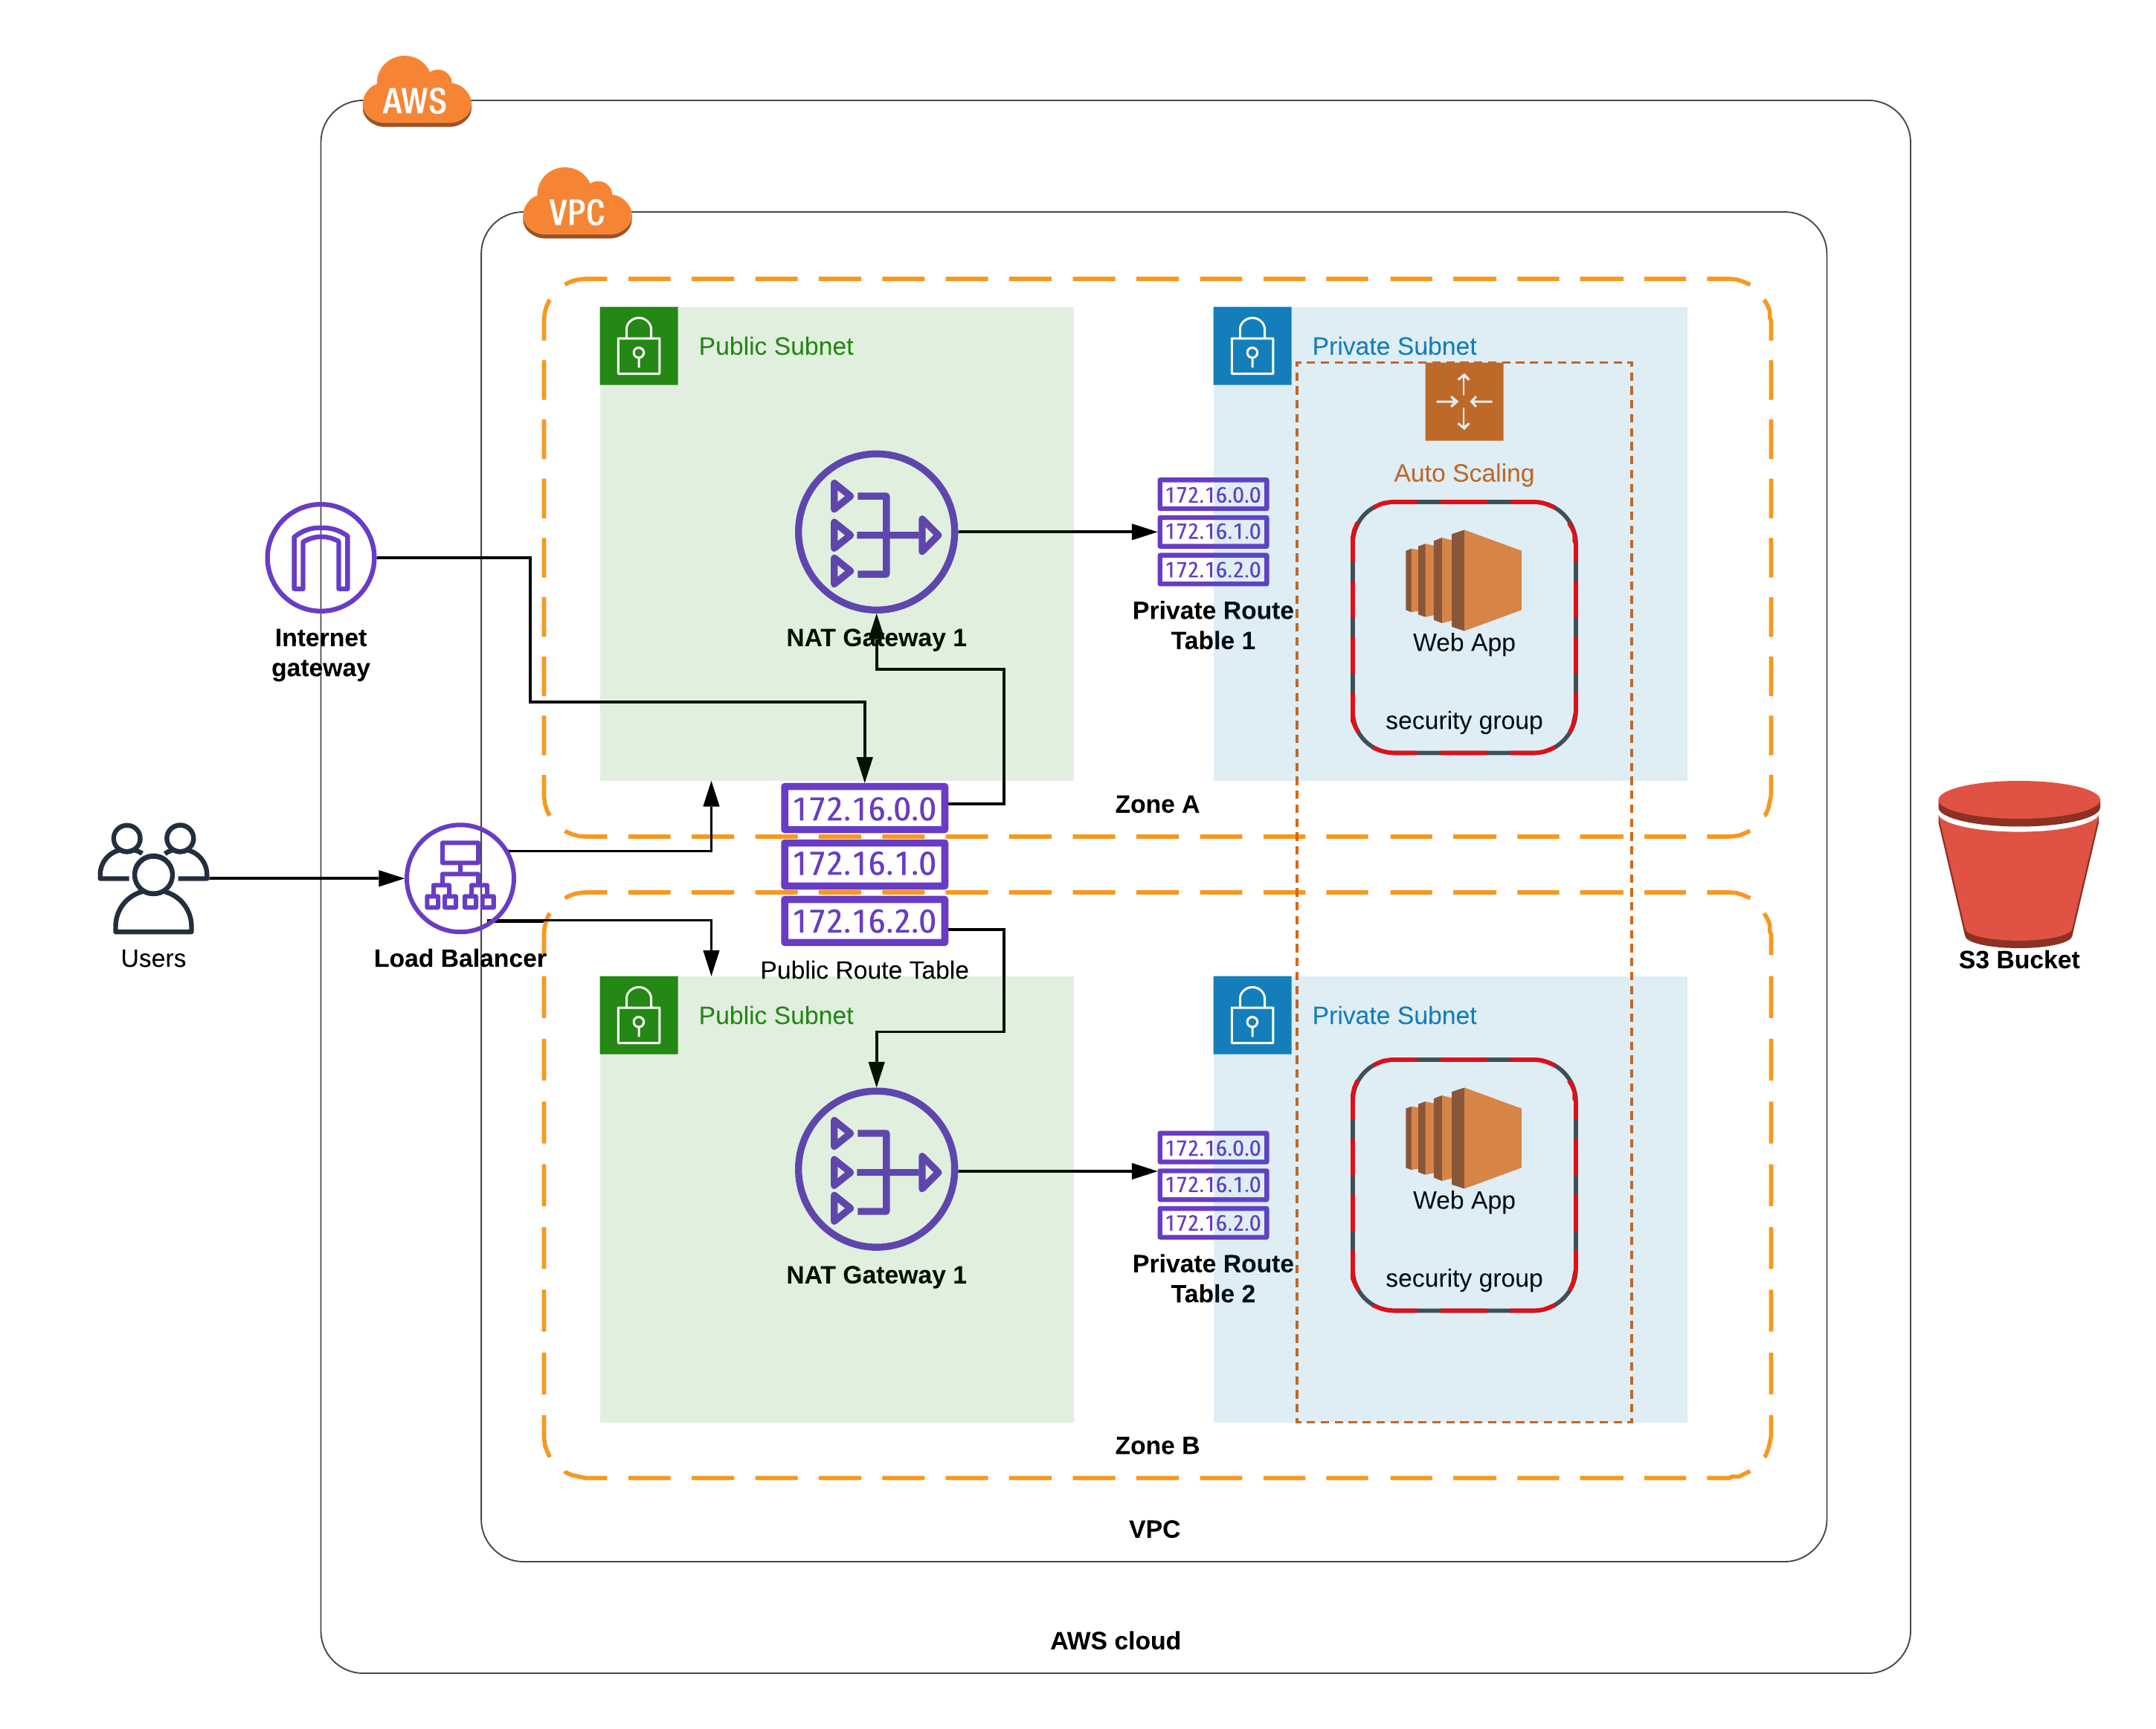 AWS
VPC
Public Subnet
Private Subnet
Auto Scaling
172.16.0.0
172.16.1.0
172.16.2.0
Private Route
Table 1
Web App
security group
NAT Gateway 1
Internet
gateway
Zone A
172.16.0.0
172.16.1.0
172.16.2.0
Public Route Table
Users
Load Balancer
S3 Bucket
Public Subnet
Private Subnet
172.16.0.0
172.16.1.0
172.16.2.0
Private Route
Table 2
Web App
security group
NAT Gateway 1
Zone B
VPC
AWS cloud